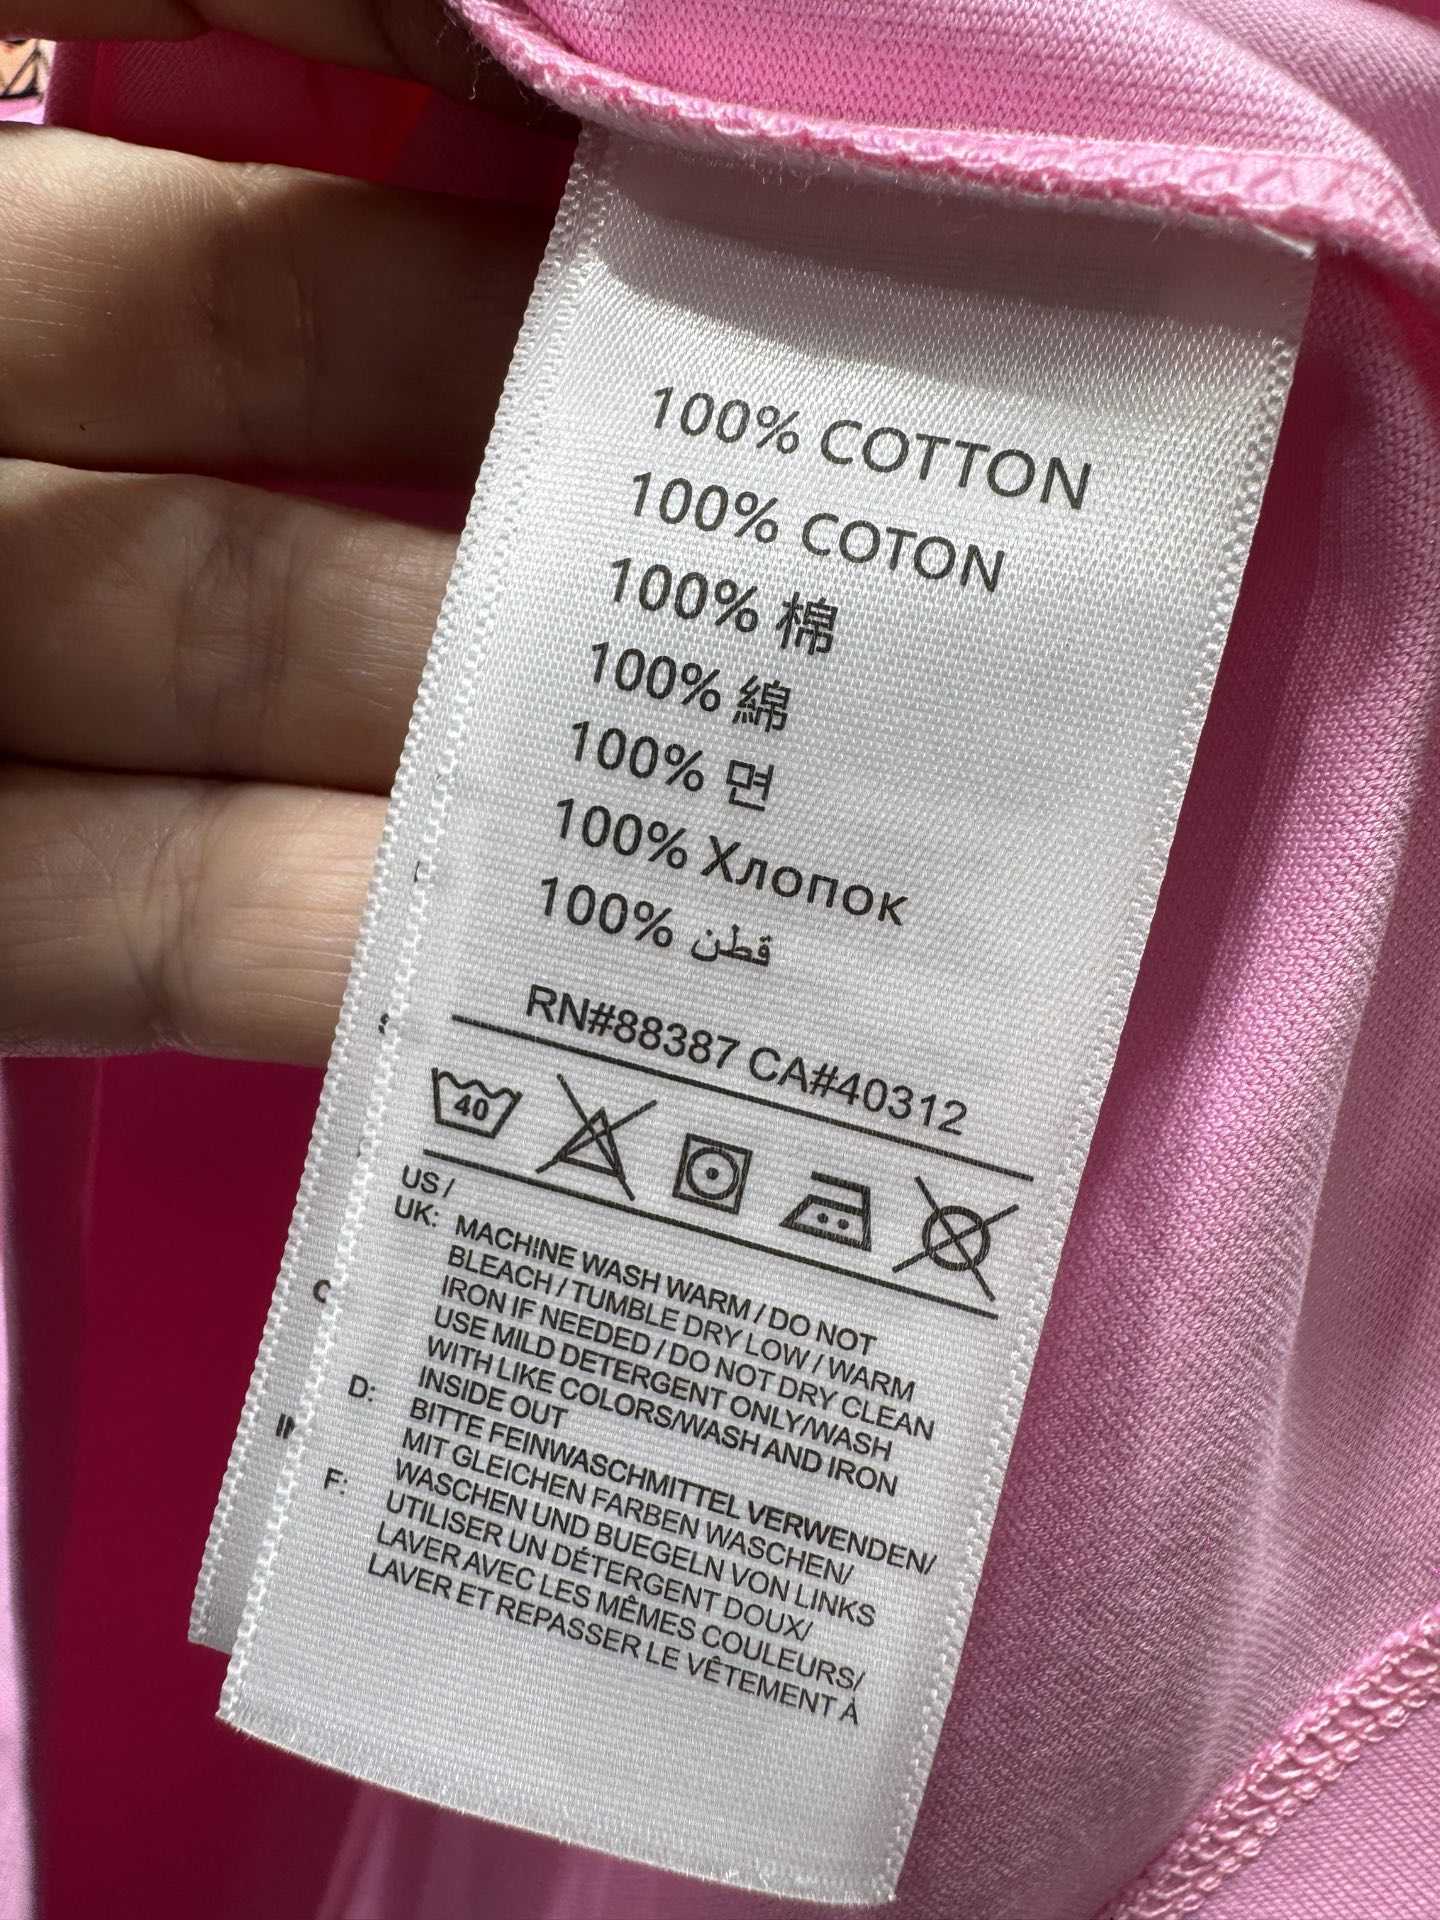 100% COTTON
100% COTON
100% 棉
100% 綿
100% 면
100% Хлопок
100% قطن
RN#88387 CA#40312
40
US /
UK: MACHINE WASH WARM / DO NOT
BLEACH / TUMBLE DRY LOW / WARM
IRON IF NEEDED / DO NOT DRY CLEAN
USE MILD DETERGENT ONLY/WASH
WITH LIKE COLORS/WASH AND IRON
INSIDE OUT
D: BITTE FEINWASCHMITTEL VERWENDEN/
MIT GLEICHEN FARBEN WASCHEN/
WASCHEN UND BUEGELN VON LINKS
F: UTILISER UN DÉTERGENT DOUX/
LAVER AVEC LES MÊMES COULEURS/
LAVER ET REPASSER LE VÊTEMENT À